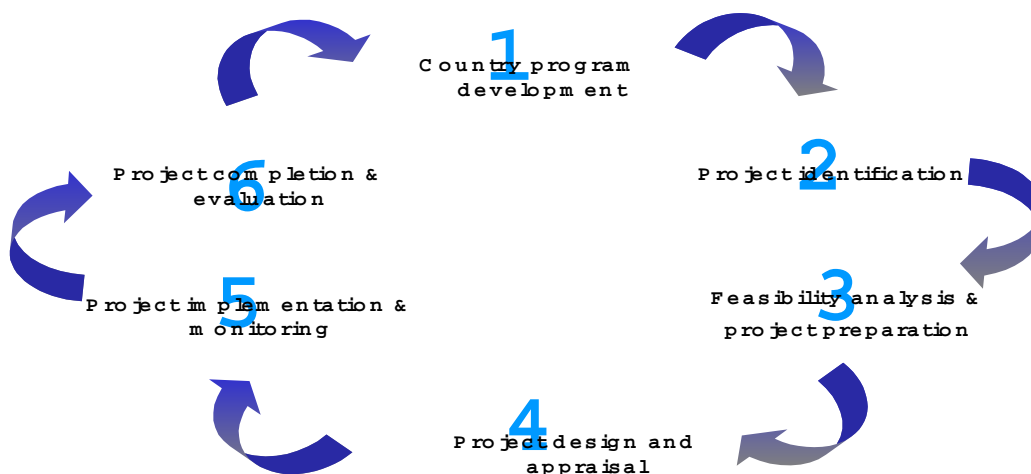 1
Country program
development
2
Project identification
3
Feasibility analysis &
project preparation
4
Project design and
appraisal
5
Project implementation &
monitoring
6
Project completion &
evaluation